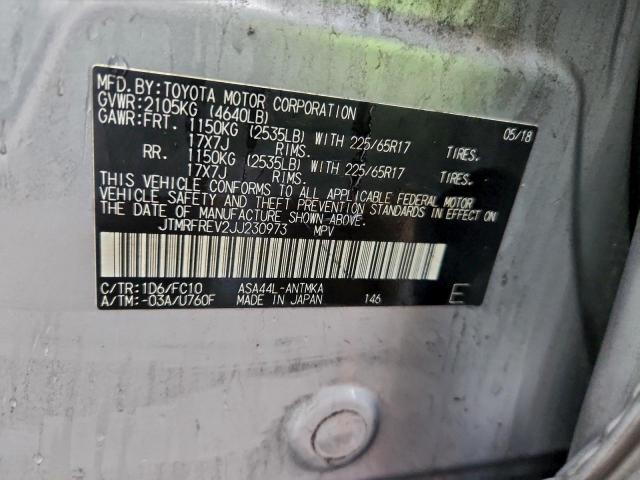 MFD.BY:TOYOTA MOTOR CORPORATION 05/18
GVWR:2105KG (4640LB)
GAWR:FRT. 1150KG (2535LB) WITH 225/65R17 TIRES.
17X7J RIMS.
RR. 1150KG (2535LB) WITH 225/65R17 TIRES.
17X7J RIMS.
THIS VEHICLE CONFORMS TO ALL APPLICABLE FEDERAL MOTOR
VEHICLE SAFETY AND THEFT PREVENTION STANDARDS IN EFFECT ON
THE DATE OF MANUFACTURE SHOWN ABOVE.
JTMRFREV2JJ230973 MPV
C/TR:1D6/FC10 ASA44L-ANTMKA
A/TM:-03A/U760F MADE IN JAPAN 146 E